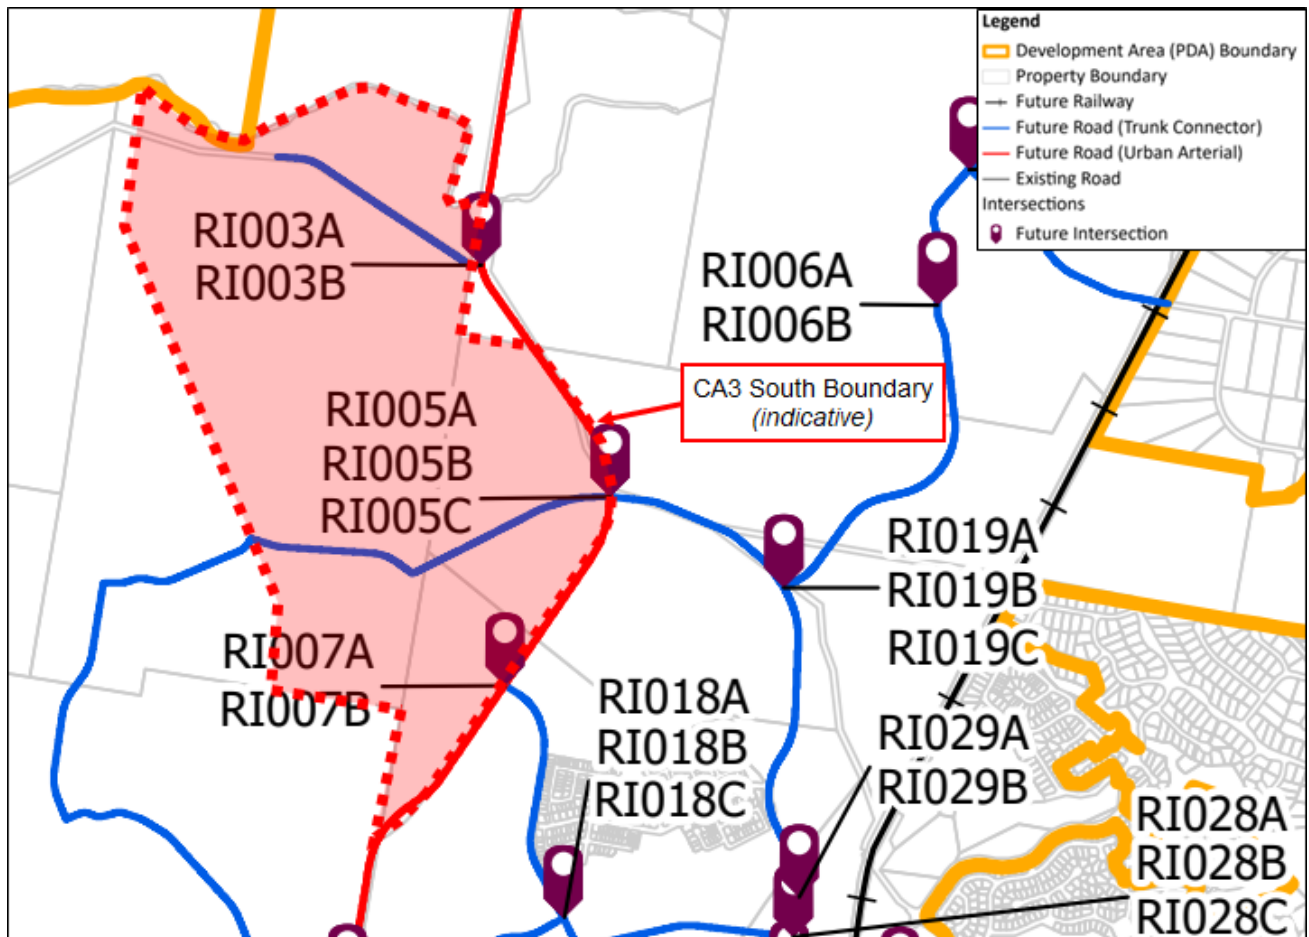 Legend
Development Area (PDA) Boundary
Property Boundary
Future Railway
Future Road (Trunk Connector)
Future Road (Urban Arterial)
Existing Road
Intersections
Future Intersection
RI003A
RI003B
RI006A
RI006B
CA3 South Boundary
(indicative)
RI005A
RI005B
RI005C
RI019A
RI019B
RI019C
RI007A
RI007B
RI018A
RI018B
RI018C
RI029A
RI029B
RI028A
RI028B
RI028C